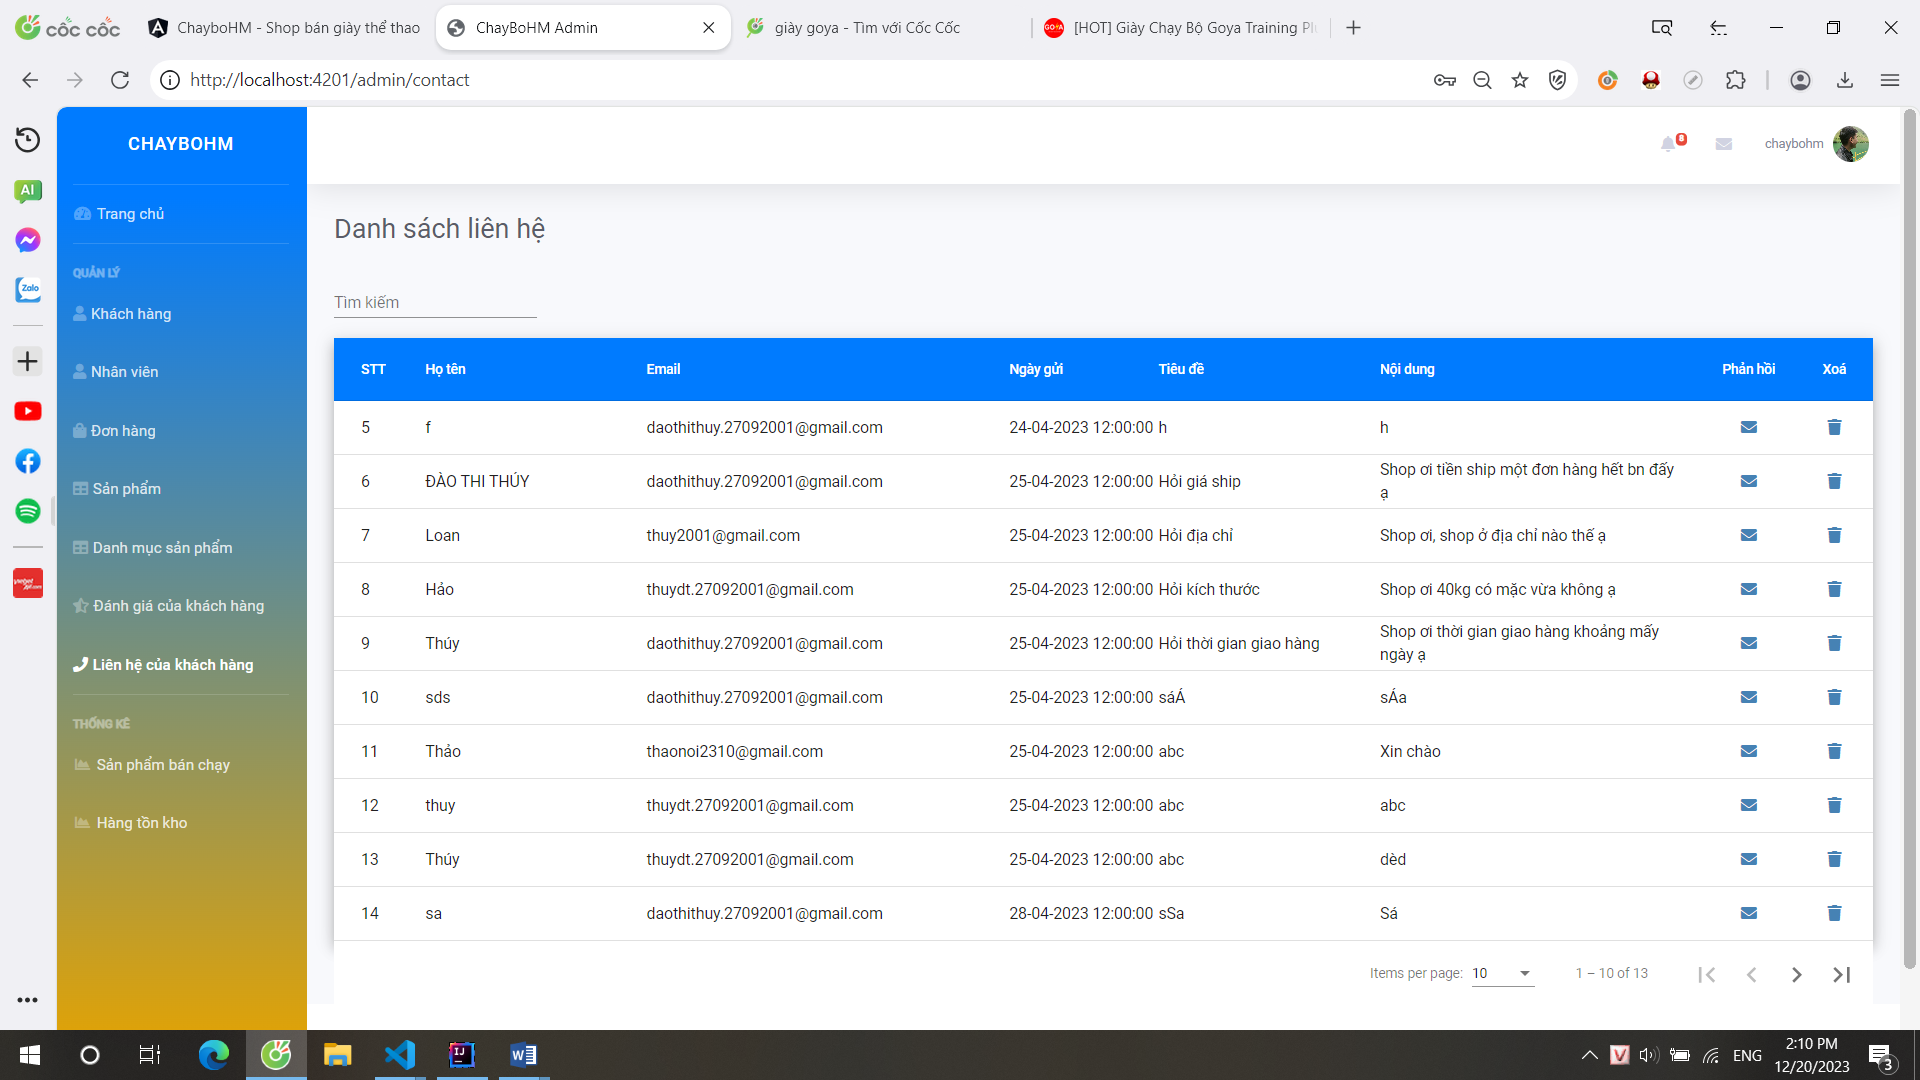 cốc cốc
ChayboHM - Shop bán giày thể thao
ChayBoHM Admin
giày goya - Tìm với Cốc Cốc
[HOT] Giày Chạy Bộ Goya Training Pl
http://localhost:4201/admin/contact
CHAYBOHM
8
chaybohm
AI
Zalo
Trang chủ
QUẢN LÝ
Khách hàng
Nhân viên
Đơn hàng
Sản phẩm
Danh mục sản phẩm
Đánh giá của khách hàng
Liên hệ của khách hàng
THỐNG KÊ
Sản phẩm bán chạy
Hàng tồn kho
Danh sách liên hệ
Tìm kiếm
STT Họ tên Email Ngày gửi Tiêu đề Nội dung Phản hồi Xoá
5 f daothithuy.27092001@gmail.com 24-04-2023 12:00:00 h h
6 ĐÀO THI THÚY daothithuy.27092001@gmail.com 25-04-2023 12:00:00 Hỏi giá ship Shop ơi tiền ship một đơn hàng hết bn đấy
ạ
7 Loan thuy2001@gmail.com 25-04-2023 12:00:00 Hỏi địa chỉ Shop ơi, shop ở địa chỉ nào thế ạ
8 Hảo thuydt.27092001@gmail.com 25-04-2023 12:00:00 Hỏi kích thước Shop ơi 40kg có mặc vừa không ạ
9 Thúy daothithuy.27092001@gmail.com 25-04-2023 12:00:00 Hỏi thời gian giao hàng Shop ơi thời gian giao hàng khoảng mấy
ngày ạ
10 sds daothithuy.27092001@gmail.com 25-04-2023 12:00:00 sáÁ sÁa
11 Thảo thaonoi2310@gmail.com 25-04-2023 12:00:00 abc Xin chào
12 thuy thuydt.27092001@gmail.com 25-04-2023 12:00:00 abc abc
13 Thúy thuydt.27092001@gmail.com 25-04-2023 12:00:00 abc dèd
14 sa daothithuy.27092001@gmail.com 28-04-2023 12:00:00 sSa Sá
Items per page: 10 1 – 10 of 13
ENG
2:10 PM
12/20/2023
3